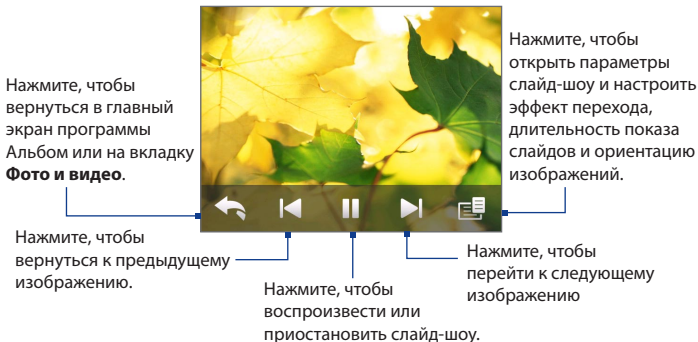 Нажмите, чтобы
вернуться в главный
экран программы
Альбом или на вкладку
Фото и видео.
Нажмите, чтобы
открыть параметры
слайд-шоу и настроить
эффект перехода,
длительность показа
слайдов и ориентацию
изображений.
Нажмите, чтобы
вернуться к предыдущему
изображению.
Нажмите, чтобы
воспроизвести или
приостановить слайд-шоу.
Нажмите, чтобы
перейти к следующему
изображению